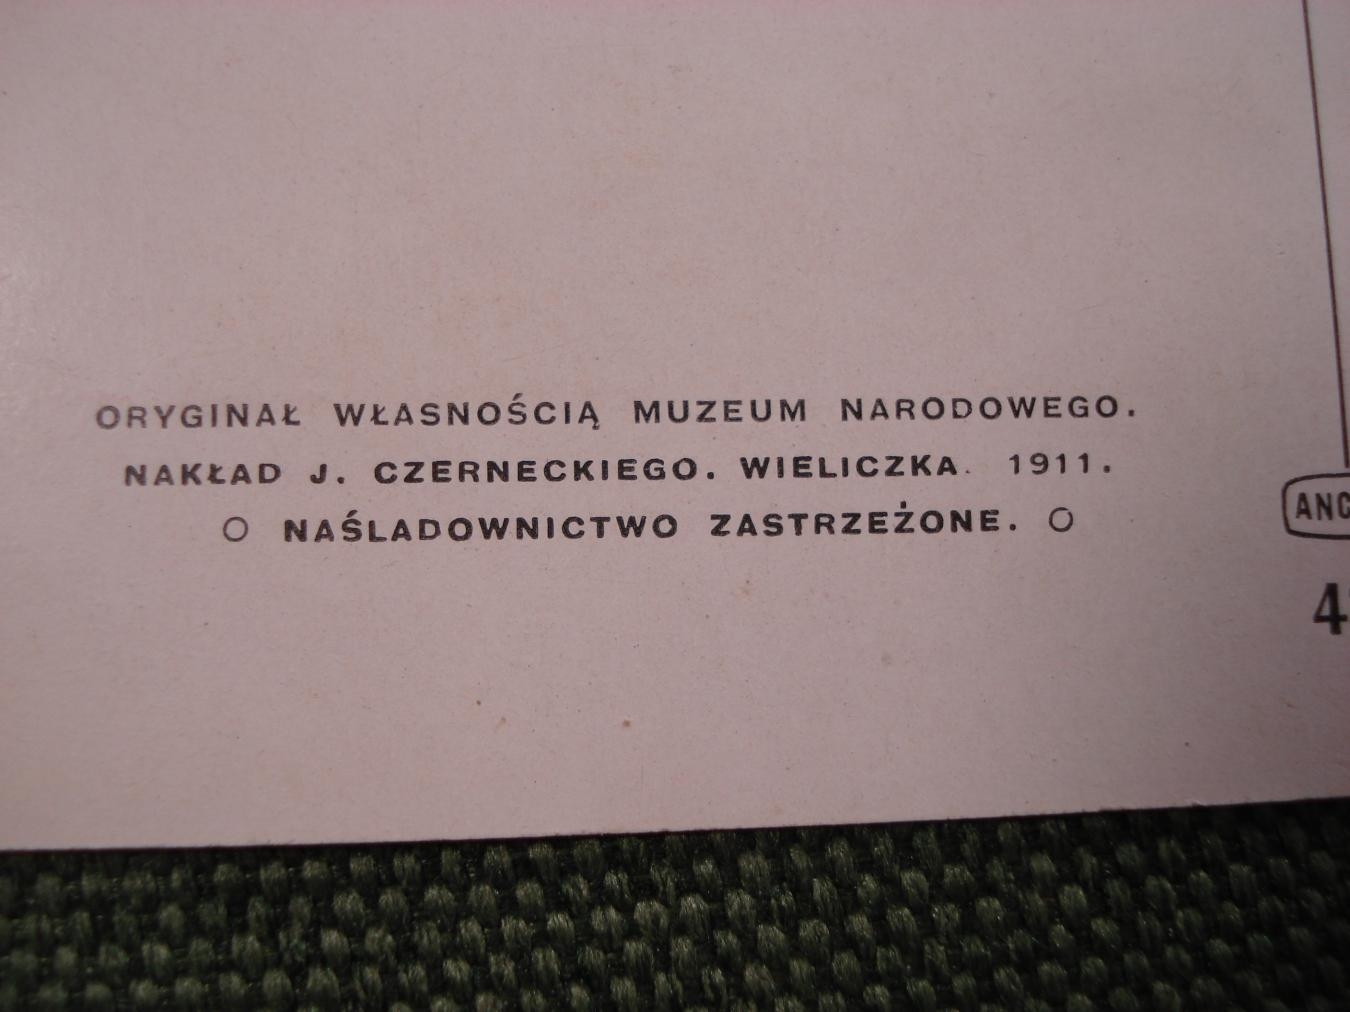 ORYGINAŁ WŁASNOŚCIĄ MUZEUM NARODOWEGO.
NAKŁAD J. CZERNECKIEGO. WIELICZKA. 1911.
O NAŚLADOWNICTWO ZASTRZEŻONE. O